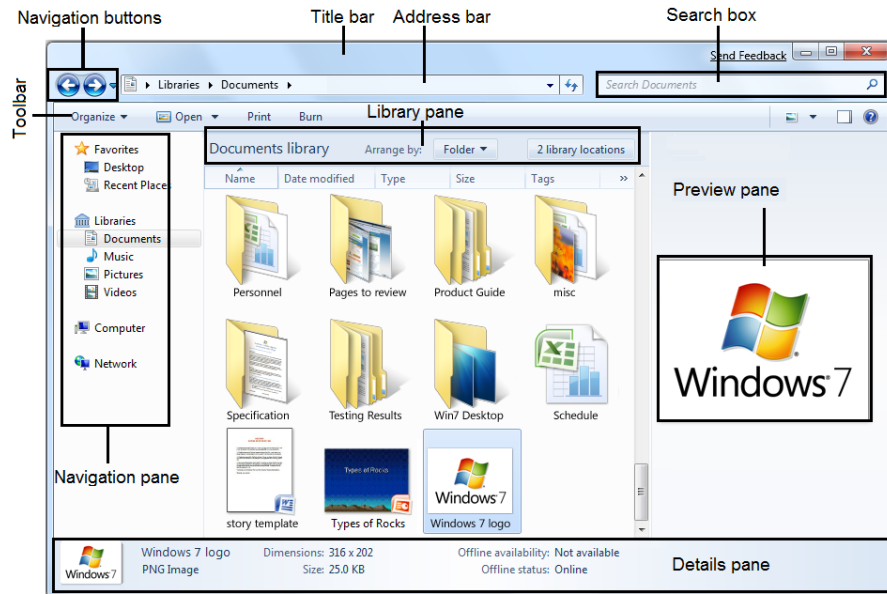 Navigation buttons
Title bar
Address bar
Search box
Send Feedback
Libraries
Documents
Search Documents
Toolbar
Organize
Open
Print
Burn
Library pane
Favorites
Desktop
Recent Places
Libraries
Documents
Music
Pictures
Videos
Computer
Network
Navigation pane
Documents library
Arrange by: Folder
2 library locations
Name Date modified Type Size Tags »
Personnel
Pages to review
Product Guide
misc
Specification
Testing Results
Win7 Desktop
Schedule
Types of Rocks
Windows 7
story template
Types of Rocks
Windows 7 logo
Preview pane
Windows 7
Windows 7
Windows 7 logo
PNG Image
Dimensions: 316 x 202
Size: 25.0 KB
Offline availability: Not available
Offline status: Online
Details pane